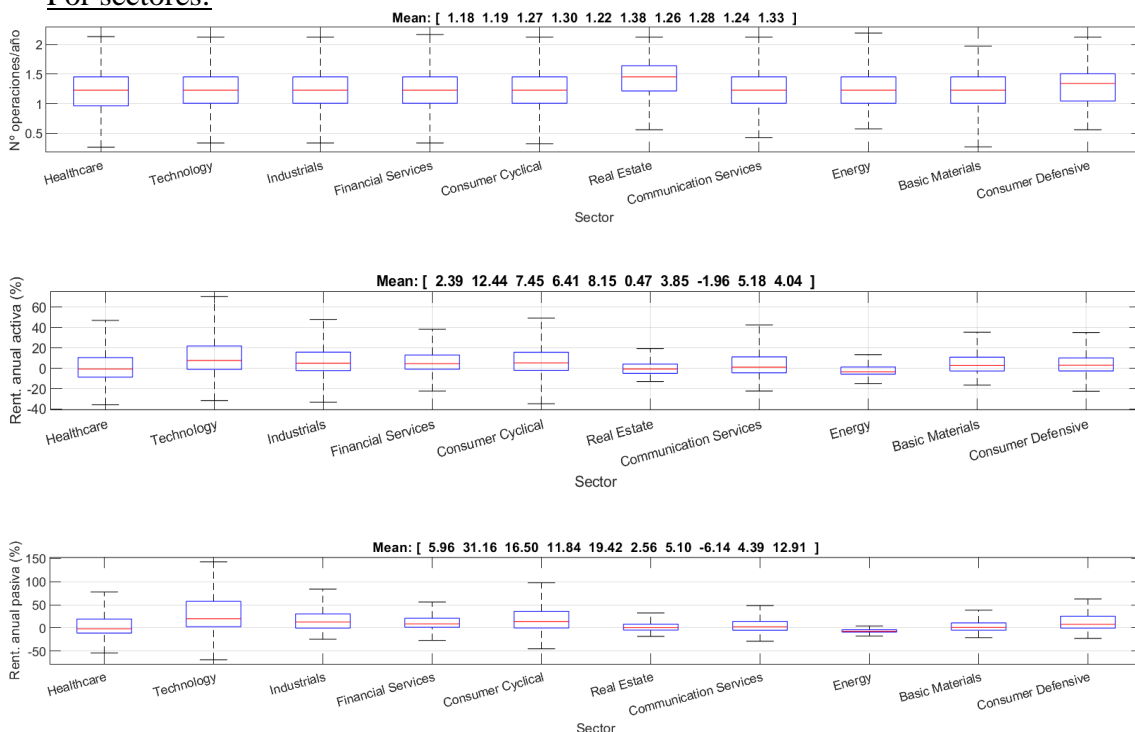 Por sectores:
Mean: [ 1.18 1.19 1.27 1.30 1.22 1.38 1.26 1.28 1.24 1.33 ]
Nº operaciones/año
2
1.5
1
0.5
Healthcare Technology Industrials Financial Services Consumer Cyclical Real Estate Communication Services Energy Basic Materials Consumer Defensive
Sector
Mean: [ 2.39 12.44 7.45 6.41 8.15 0.47 3.85 -1.96 5.18 4.04 ]
Rent. anual activa (%)
60
40
20
0
-20
-40
Healthcare Technology Industrials Financial Services Consumer Cyclical Real Estate Communication Services Energy Basic Materials Consumer Defensive
Sector
Mean: [ 5.96 31.16 16.50 11.84 19.42 2.56 5.10 -6.14 4.39 12.91 ]
Rent. anual pasiva (%)
150
100
50
0
-50
Healthcare Technology Industrials Financial Services Consumer Cyclical Real Estate Communication Services Energy Basic Materials Consumer Defensive
Sector